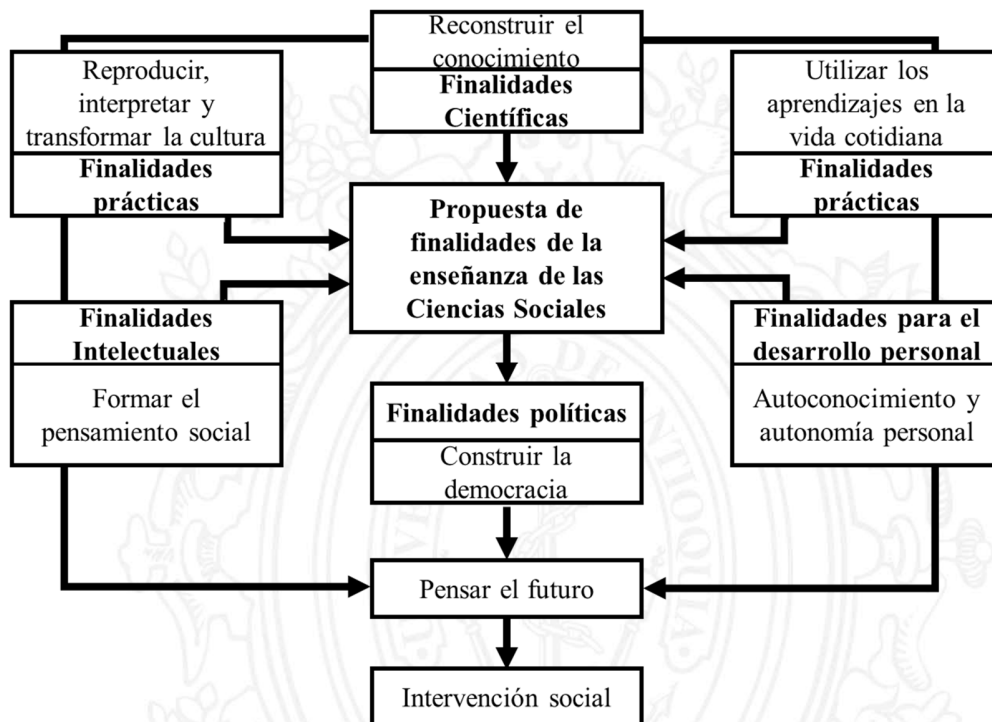 Reconstruir el
conocimiento
Finalidades
Científicas
Reproducir,
interpretar y
transformar la cultura
Finalidades
prácticas
Utilizar los
aprendizajes en la
vida cotidiana
Finalidades
prácticas
Propuesta de
finalidades de la
enseñanza de las
Ciencias Sociales
Finalidades
Intelectuales
Formar el
pensamiento social
Finalidades para el
desarrollo personal
Autoconocimiento y
autonomía personal
Finalidades políticas
Construir la
democracia
Pensar el futuro
Intervención social